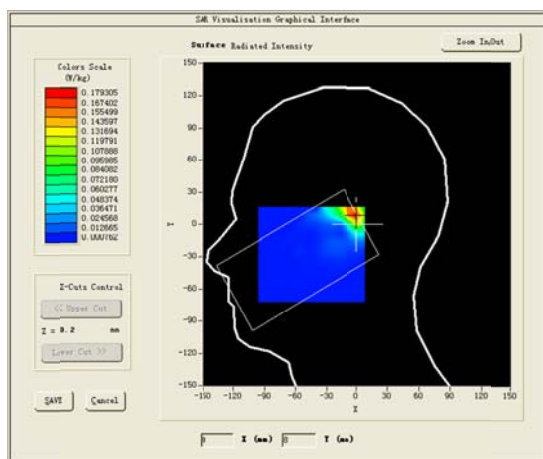 SAR Visualisation Graphical Interface
Surface Radiated Intensity
Zoom In/Out
Colors Scale
(W/kg)
0.179305
0.167402
0.155499
0.143597
0.131694
0.119791
0.107888
0.095985
0.084082
0.072180
0.060277
0.048374
0.036471
0.024568
0.012665
0.000762
150
120
90
60
30
0
-30
-60
-90
-120
-150
Y
-150 -120 -90 -60 -30 0 30 60 90 120 150
X
Z-Cuts Control
<< Upper Cut
Z = 0.2 mm
Lower Cut >>
SAVE
Cancel
X (mm)
8 Y (mm)